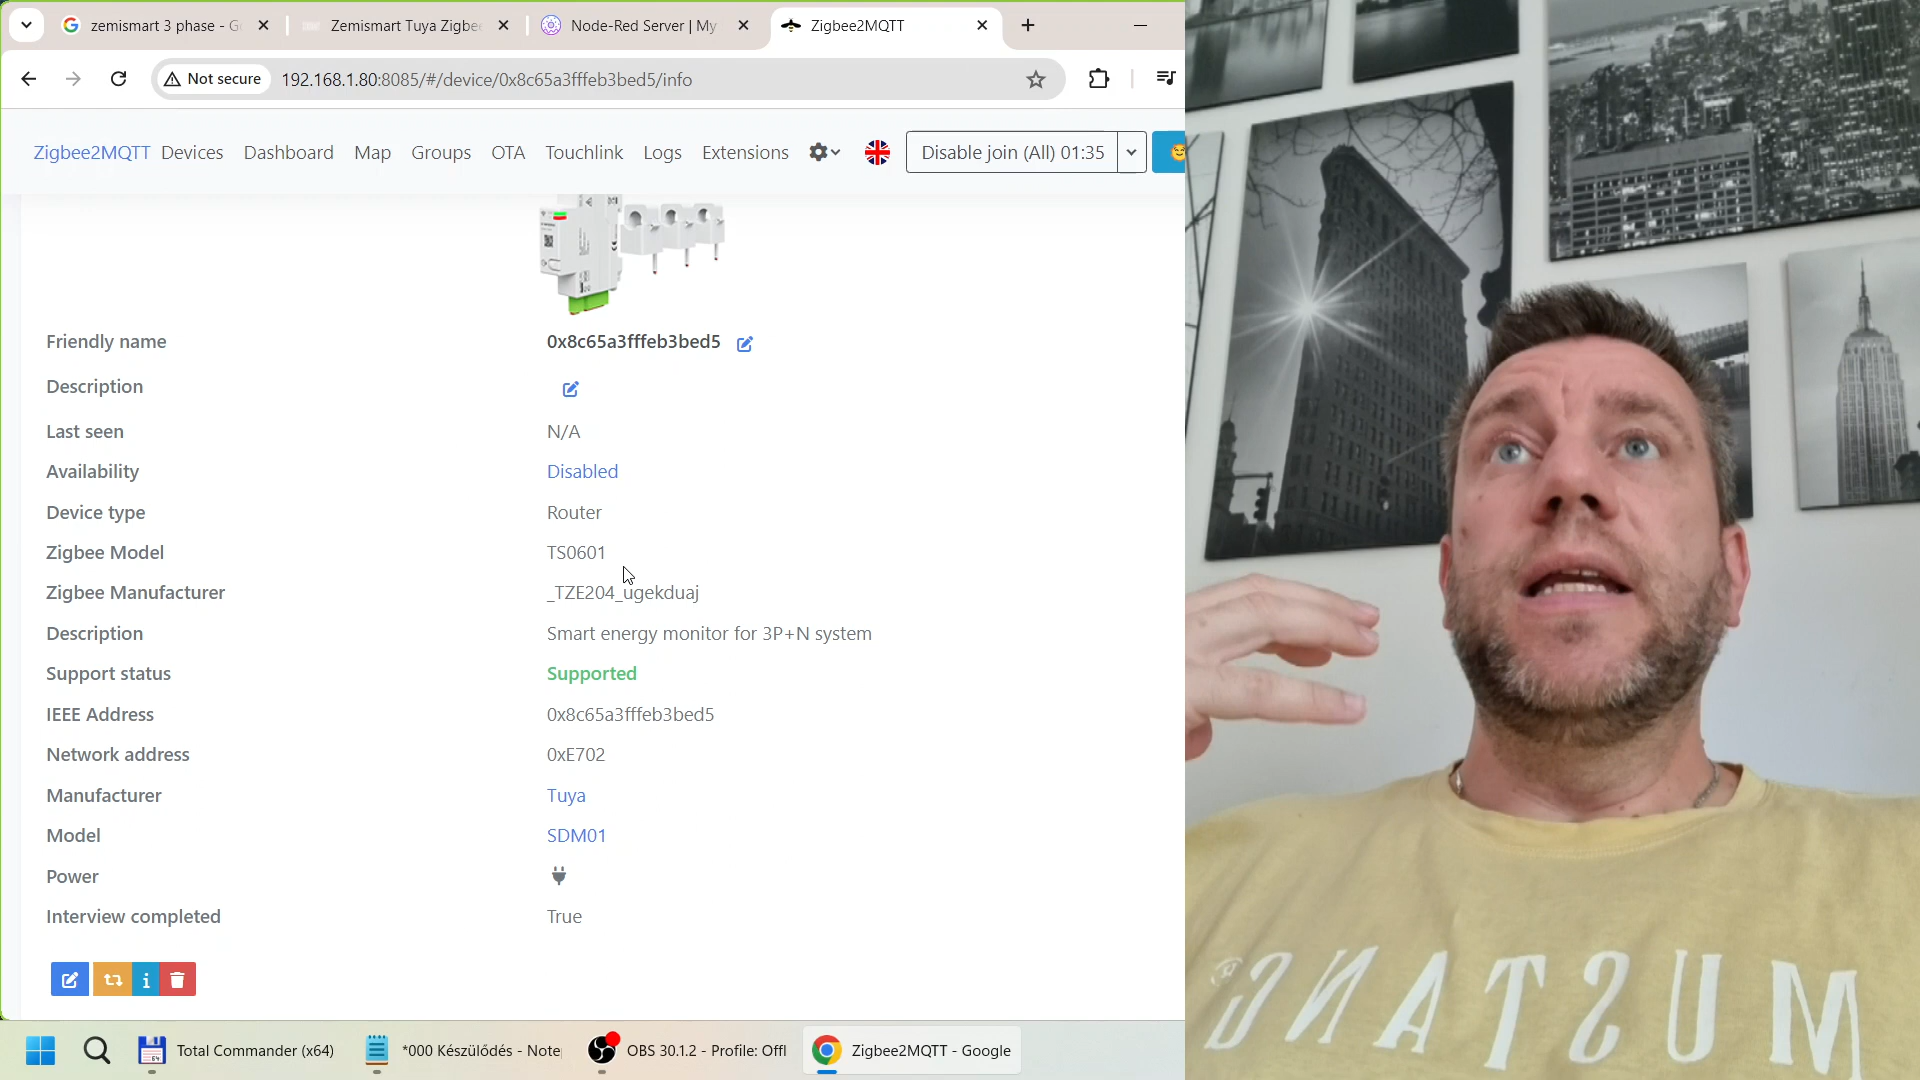 zemismart 3 phase - G
Zemismart Tuya Zigbe
Node-Red Server | My
Zigbee2MQTT
Not secure
192.168.1.80:8085/#/device/0x8c65a3fffeb3bed5/info
Zigbee2MQTT Devices Dashboard Map Groups OTA Touchlink Logs Extensions Disable join (All) 01:35
Friendly name 0x8c65a3fffeb3bed5
Description
Last seen N/A
Availability Disabled
Device type Router
Zigbee Model TS0601
Zigbee Manufacturer _TZE204_ugekduaj
Description Smart energy monitor for 3P+N system
Support status Supported
IEEE Address 0x8c65a3fffeb3bed5
Network address 0xE702
Manufacturer Tuya
Model SDM01
Power
Interview completed True
Total Commander (x64)
*000 Készülődés - Note
OBS 30.1.2 - Profile: Offl
Zigbee2MQTT - Google
MUSTANG